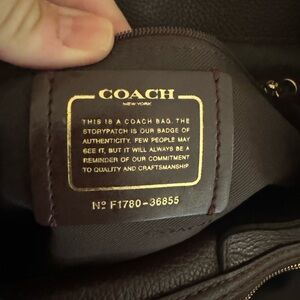 COACH
NEW YORK
THIS IS A COACH BAG. THE
STORYPATCH IS OUR BADGE OF
AUTHENTICITY. FEW PEOPLE MAY
SEE IT, BUT IT WILL ALWAYS BE A
REMINDER OF OUR COMMITMENT
TO QUALITY AND CRAFTSMANSHIP
Nº F1780-36855